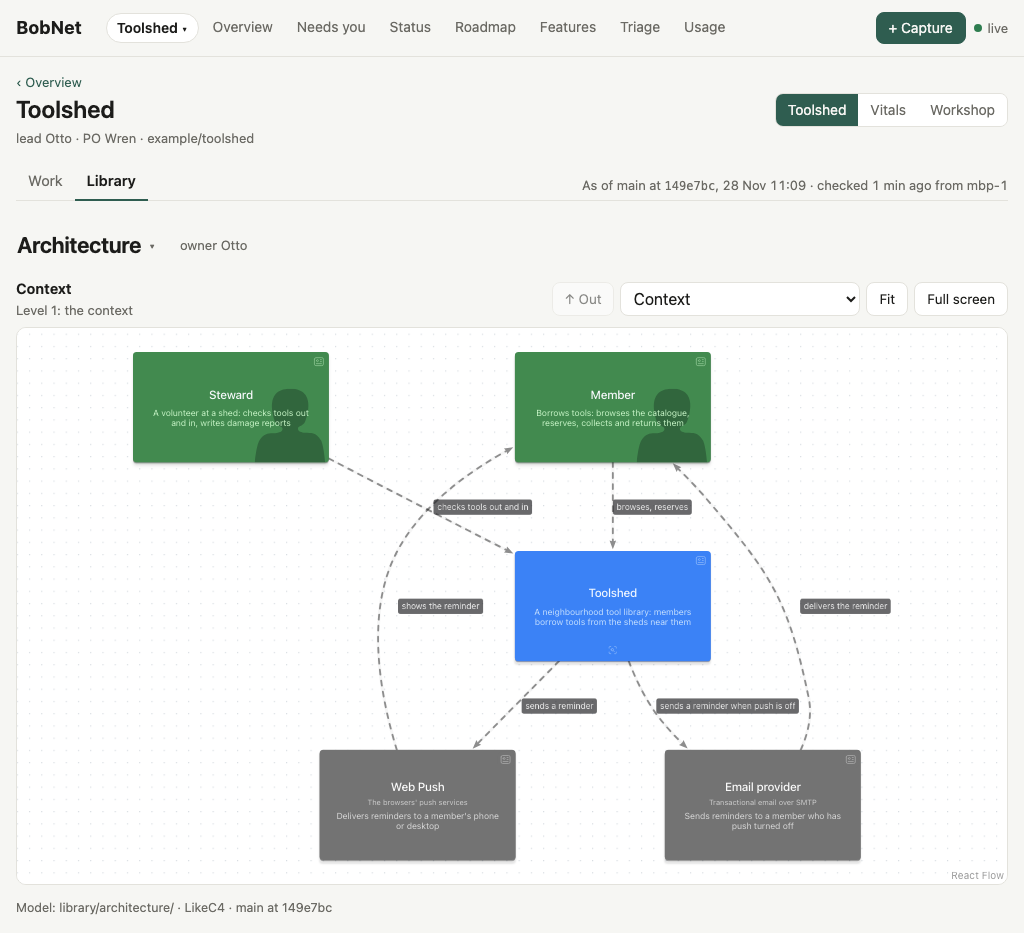 BobNet
Toolshed ▾
Overview
Needs you
Status
Roadmap
Features
Triage
Usage
+ Capture
live
‹ Overview
Toolshed
lead Otto · PO Wren · example/toolshed
Toolshed
Vitals
Workshop
Work
Library
As of main at 149e7bc, 28 Nov 11:09 · checked 1 min ago from mbp-1
Architecture ▾
owner Otto
Context
Level 1: the context
↑ Out
Context
Fit
Full screen
Steward
A volunteer at a shed: checks tools out
and in, writes damage reports
Member
Borrows tools: browses the catalogue,
reserves, collects and returns them
checks tools out and in
browses, reserves
Toolshed
A neighbourhood tool library: members
borrow tools from the sheds near them
shows the reminder
delivers the reminder
sends a reminder
sends a reminder when push is off
Web Push
The browsers' push services
Delivers reminders to a member's phone
or desktop
Email provider
Transactional email over SMTP
Sends reminders to a member who has
push turned off
React Flow
Model: library/architecture/ · LikeC4 · main at 149e7bc